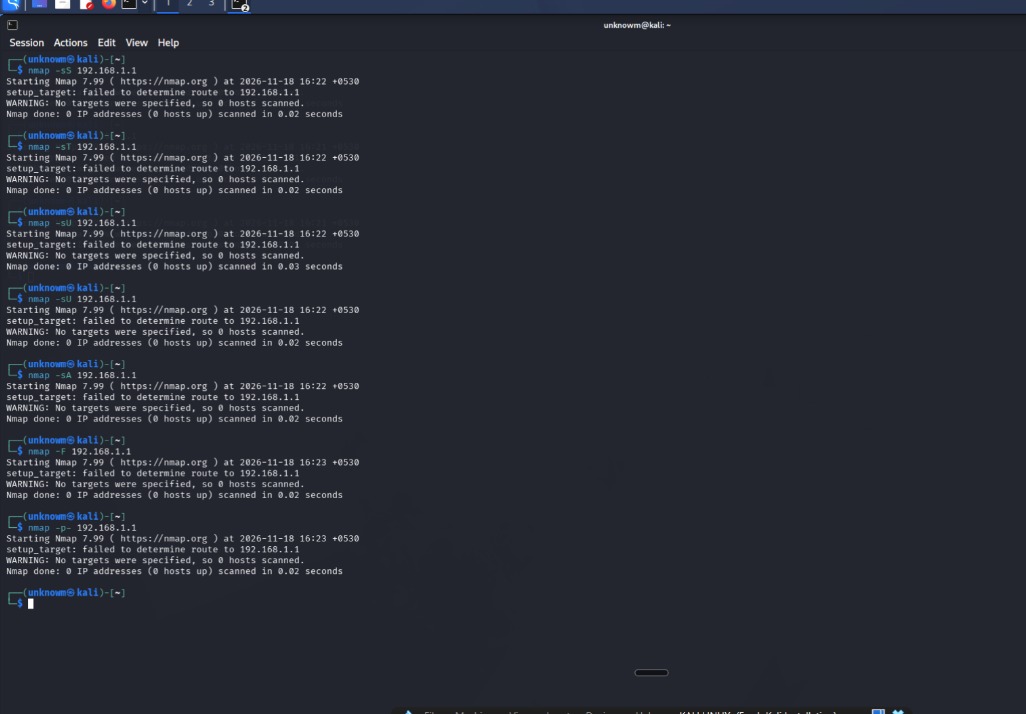 1 2 3 2
unknowm@kali: ~
Session Actions Edit View Help
┌──(unknowm㉿kali)-[~]
└─$ nmap -sS 192.168.1.1
Starting Nmap 7.99 ( https://nmap.org ) at 2026-11-18 16:22 +0530
setup_target: failed to determine route to 192.168.1.1
WARNING: No targets were specified, so 0 hosts scanned.
Nmap done: 0 IP addresses (0 hosts up) scanned in 0.02 seconds
┌──(unknowm㉿kali)-[~]
└─$ nmap -sT 192.168.1.1
Starting Nmap 7.99 ( https://nmap.org ) at 2026-11-18 16:22 +0530
setup_target: failed to determine route to 192.168.1.1
WARNING: No targets were specified, so 0 hosts scanned.
Nmap done: 0 IP addresses (0 hosts up) scanned in 0.02 seconds
┌──(unknowm㉿kali)-[~]
└─$ nmap -sU 192.168.1.1
Starting Nmap 7.99 ( https://nmap.org ) at 2026-11-18 16:22 +0530
setup_target: failed to determine route to 192.168.1.1
WARNING: No targets were specified, so 0 hosts scanned.
Nmap done: 0 IP addresses (0 hosts up) scanned in 0.03 seconds
┌──(unknowm㉿kali)-[~]
└─$ nmap -sU 192.168.1.1
Starting Nmap 7.99 ( https://nmap.org ) at 2026-11-18 16:22 +0530
setup_target: failed to determine route to 192.168.1.1
WARNING: No targets were specified, so 0 hosts scanned.
Nmap done: 0 IP addresses (0 hosts up) scanned in 0.02 seconds
┌──(unknowm㉿kali)-[~]
└─$ nmap -sA 192.168.1.1
Starting Nmap 7.99 ( https://nmap.org ) at 2026-11-18 16:22 +0530
setup_target: failed to determine route to 192.168.1.1
WARNING: No targets were specified, so 0 hosts scanned.
Nmap done: 0 IP addresses (0 hosts up) scanned in 0.02 seconds
┌──(unknowm㉿kali)-[~]
└─$ nmap -F 192.168.1.1
Starting Nmap 7.99 ( https://nmap.org ) at 2026-11-18 16:23 +0530
setup_target: failed to determine route to 192.168.1.1
WARNING: No targets were specified, so 0 hosts scanned.
Nmap done: 0 IP addresses (0 hosts up) scanned in 0.02 seconds
┌──(unknowm㉿kali)-[~]
└─$ nmap -p- 192.168.1.1
Starting Nmap 7.99 ( https://nmap.org ) at 2026-11-18 16:23 +0530
setup_target: failed to determine route to 192.168.1.1
WARNING: No targets were specified, so 0 hosts scanned.
Nmap done: 0 IP addresses (0 hosts up) scanned in 0.02 seconds
┌──(unknowm㉿kali)-[~]
└─$